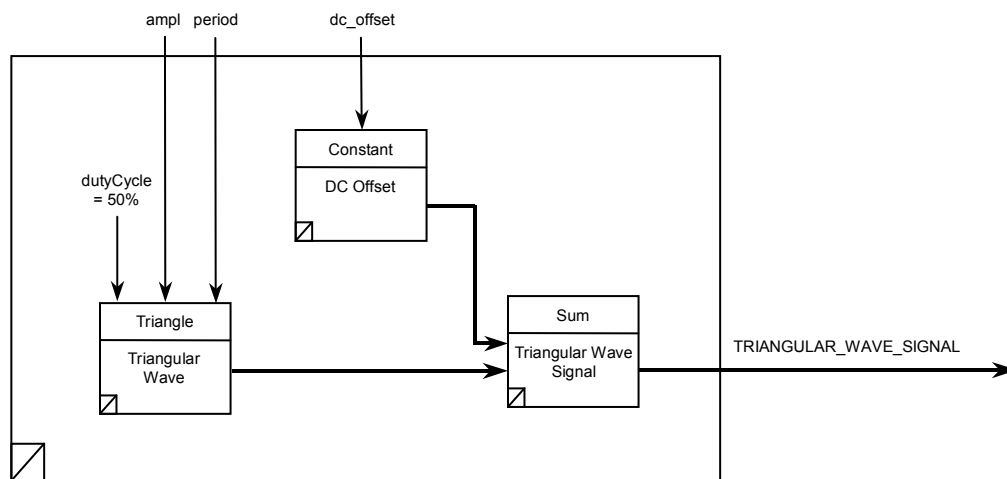 ampl period dc_offset
Constant
DC Offset
dutyCycle
= 50%
Triangle
Triangular
Wave
Sum
Triangular Wave
Signal
TRIANGULAR_WAVE_SIGNAL